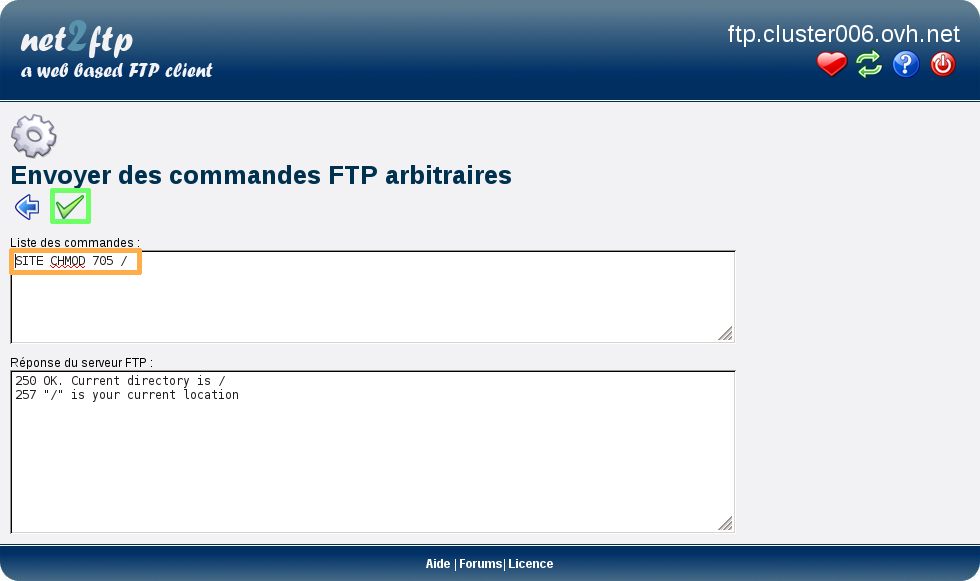 net2ftp
a web based FTP client
ftp.cluster006.ovh.net
Envoyer des commandes FTP arbitraires
Liste des commandes :
SITE CHMOD 705 /
Réponse du serveur FTP :
250 OK. Current directory is /
257 "/" is your current location
Aide | Forums| Licence